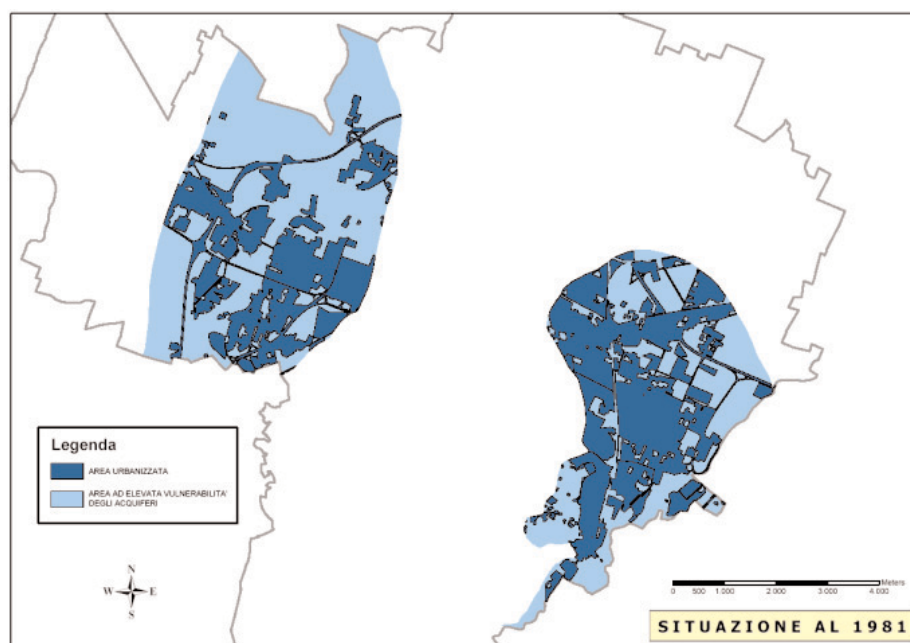 Legenda
AREA URBANIZZATA
AREA AD ELEVATA VULNERABILITA'
DEGLI ACQUIFERI
N
W E
S
Meters
0 500 1.000 2.000 3.000 4.000
SITUAZIONE AL 1981